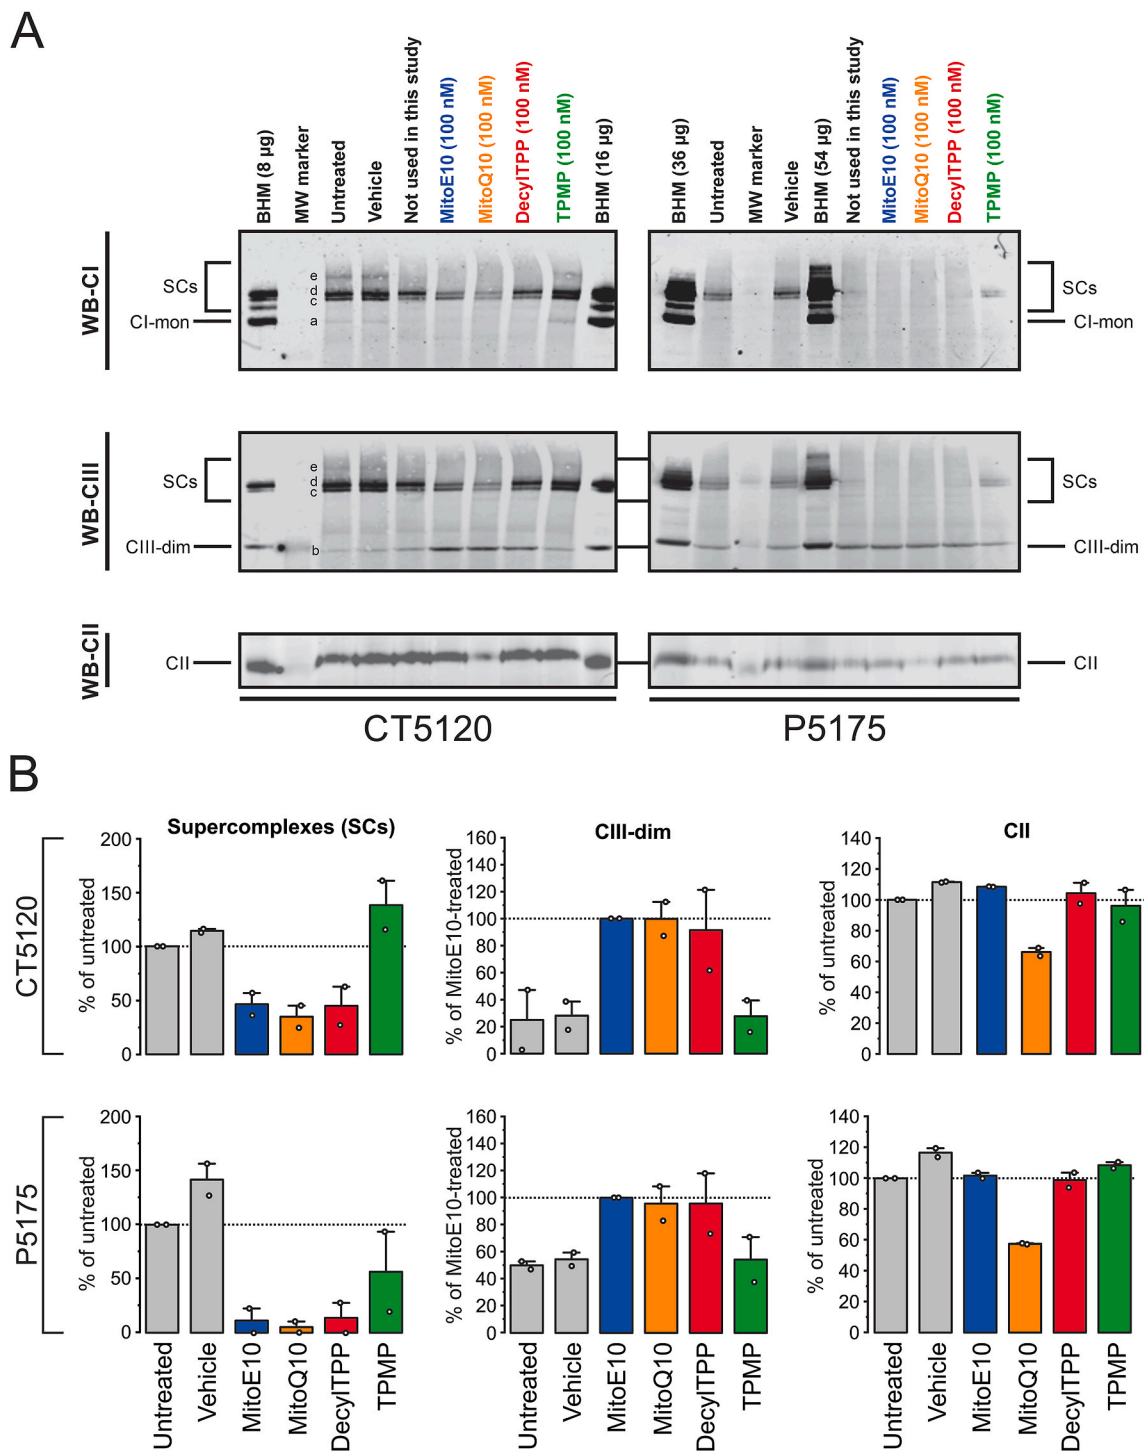 A
BHM (8 µg)
MW marker
Untreated
Vehicle
Not used in this study
MitoE10 (100 nM)
MitoQ10 (100 nM)
DecylTPP (100 nM)
TPMP (100 nM)
BHM (16 µg)
BHM (36 µg)
Untreated
MW marker
Vehicle
BHM (54 µg)
Not used in this study
MitoE10 (100 nM)
MitoQ10 (100 nM)
DecylTPP (100 nM)
TPMP (100 nM)
WB-CI
SCs
CI-mon
e
d
c
a
SCs
CI-mon
WB-CIII
SCs
CIII-dim
e
d
c
b
SCs
CIII-dim
WB-CII
CII
CII
CT5120
P5175
B
CT5120
Supercomplexes (SCs)
% of untreated
200
150
100
50
0
CIII-dim
% of MitoE10-treated
160
140
120
100
80
60
40
20
0
CII
% of untreated
140
120
100
80
60
40
20
0
P5175
% of untreated
200
150
100
50
0
% of MitoE10-treated
160
140
120
100
80
60
40
20
0
% of untreated
140
120
100
80
60
40
20
0
Untreated
Vehicle
MitoE10
MitoQ10
DecylTPP
TPMP
Untreated
Vehicle
MitoE10
MitoQ10
DecylTPP
TPMP
Untreated
Vehicle
MitoE10
MitoQ10
DecylTPP
TPMP